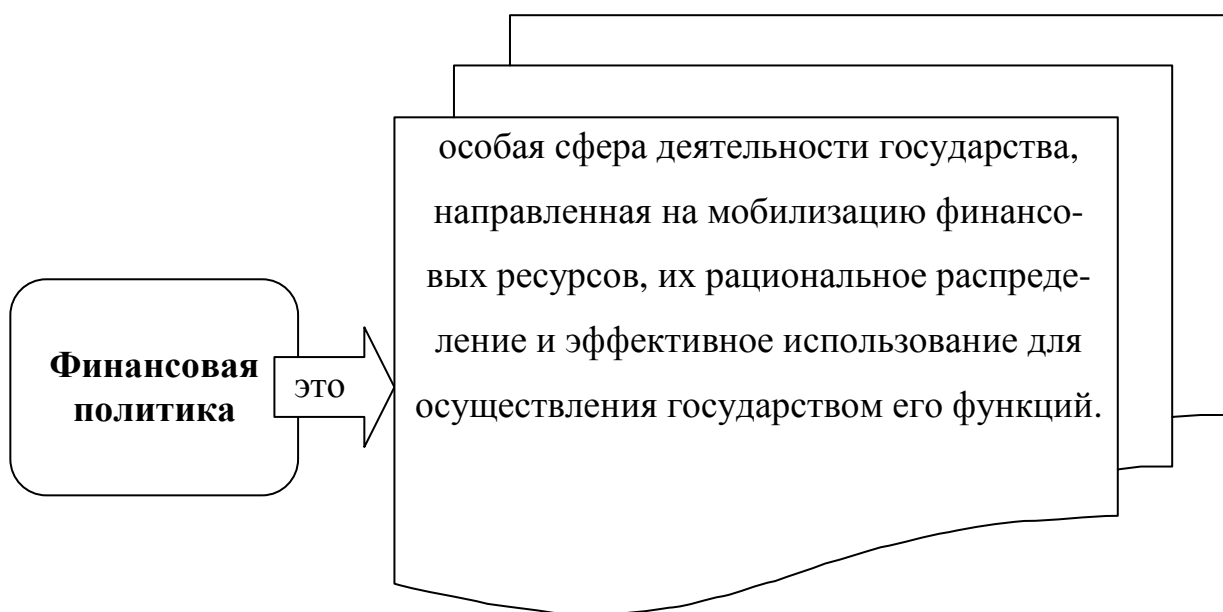 Финансовая
политика
это
особая сфера деятельности государства,
направленная на мобилизацию финансо-
вых ресурсов, их рациональное распреде-
ление и эффективное использование для
осуществления государством его функций.